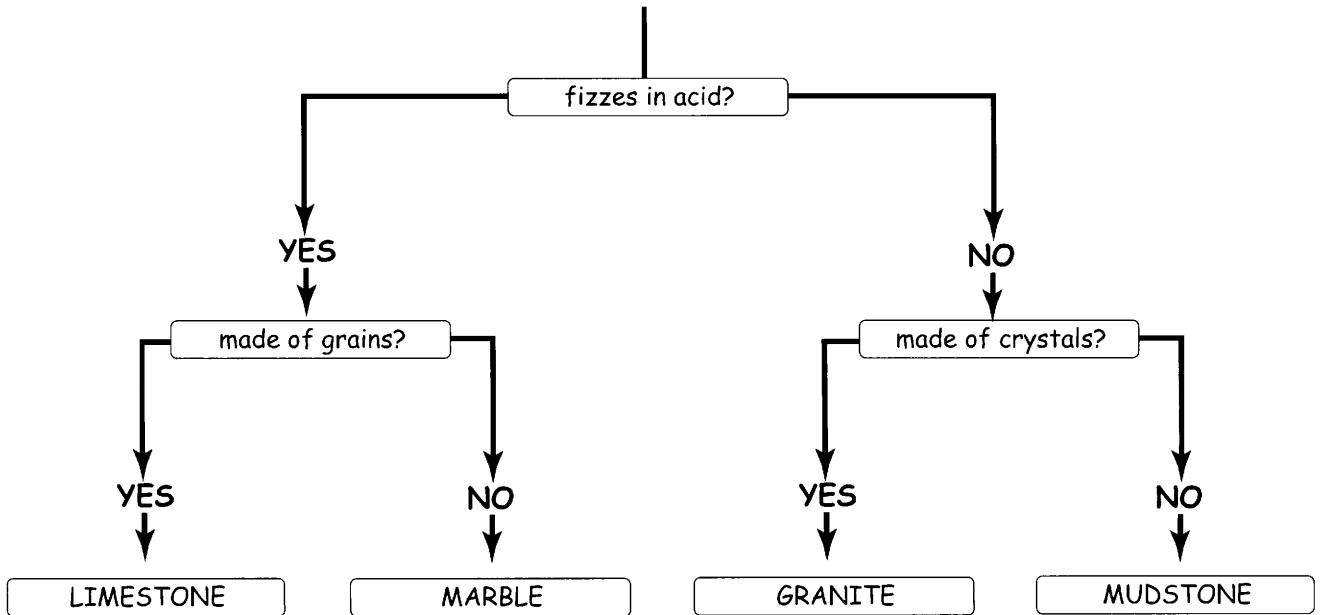 fizzes in acid?
YES
NO
made of grains?
made of crystals?
YES
NO
YES
NO
LIMESTONE
MARBLE
GRANITE
MUDSTONE